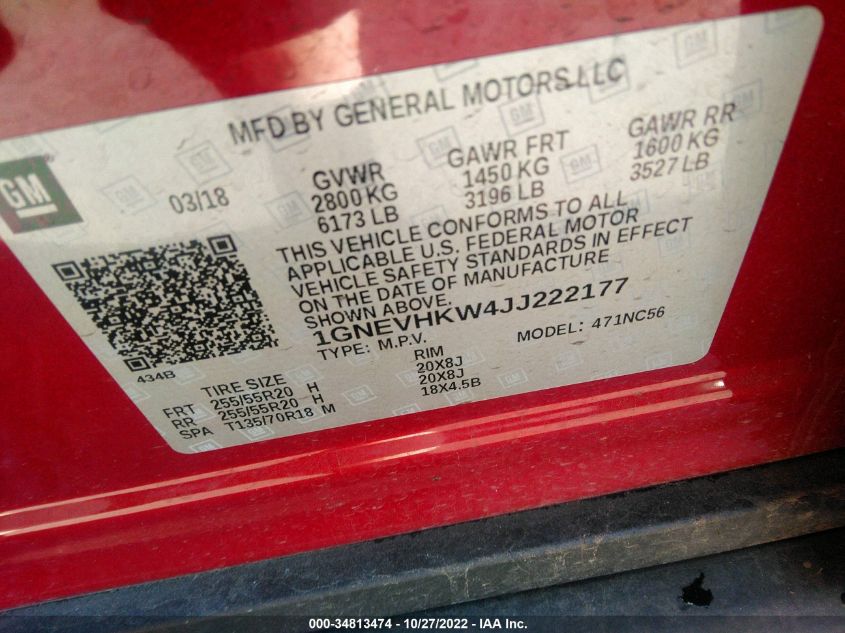 MFD BY GENERAL MOTORS LLC
GM
03/18
GVWR
2800 KG
6173 LB
GAWR FRT
1450 KG
3196 LB
GAWR RR
1600 KG
3527 LB
THIS VEHICLE CONFORMS TO ALL
APPLICABLE U.S. FEDERAL MOTOR
VEHICLE SAFETY STANDARDS IN EFFECT
ON THE DATE OF MANUFACTURE
SHOWN ABOVE.
1GNEVHKW4JJ222177
TYPE: M.P.V.
MODEL: 471NC56
434B
TIRE SIZE RIM
FRT 255/55R20 H 20X8J
RR 255/55R20 H 20X8J
SPA T135/70R18 M 18X4.5B
000-34813474 / 10/27/2022 - IAA Inc.